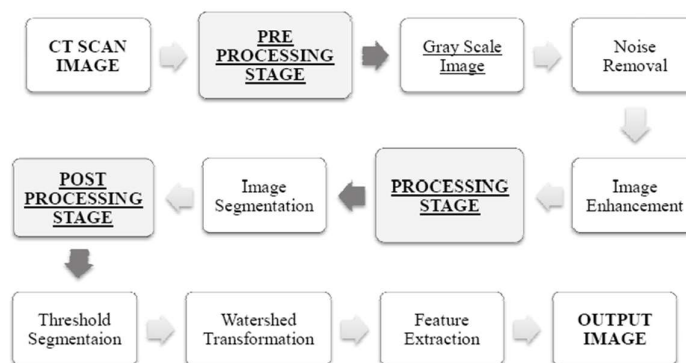 CT SCAN
IMAGE
PRE
PROCESSING
STAGE
Gray Scale
Image
Noise
Removal
Image
Enhancement
PROCESSING
STAGE
Image
Segmentation
POST
PROCESSING
STAGE
Threshold
Segmentaion
Watershed
Transformation
Feature
Extraction
OUTPUT
IMAGE